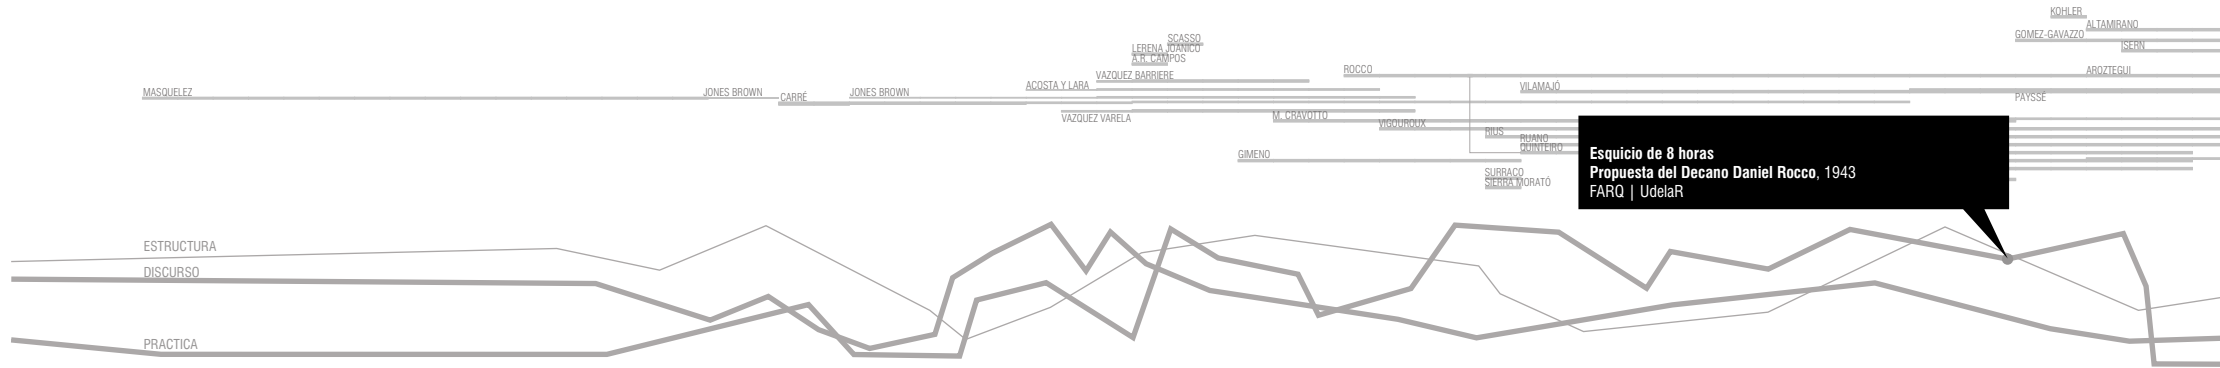 KOHLER
ALTAMIRANO
SCASSO
GOMEZ-GAVAZZO
LERENA JOANICO
ISERN
A.R. CAMPOS
ROCCO
AROZTEGUI
VAZQUEZ BARRIERE
ACOSTA Y LARA
VILAMAJÓ
MASQUELEZ
JONES BROWN
CARRÉ
JONES BROWN
PAYSSÉ
VAZQUEZ VARELA
M. CRAVOTTO
VIGOUROUX
RIUS
RUANO
QUINTEIRO
GIMENO
SURRACO
SIERRA MORATÓ
Esquicio de 8 horas
Propuesta del Decano Daniel Rocco, 1943
FARQ | UdelaR
ESTRUCTURA
DISCURSO
PRACTICA